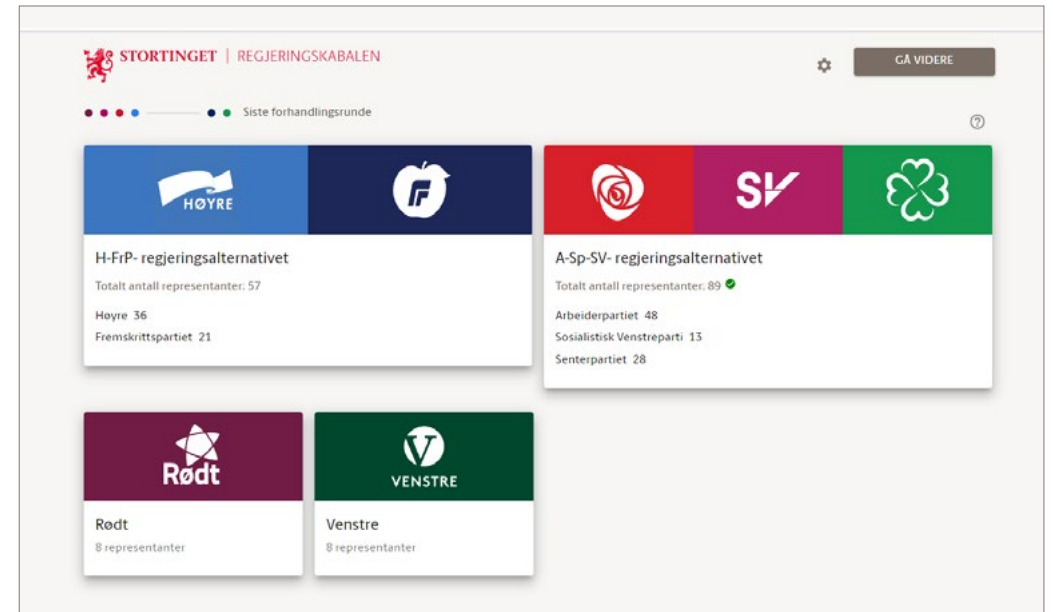 STORTINGET | REGJERINGSKABALEN
GÅ VIDERE
Siste forhandlingsrunde
?
HØYRE
F
SV
H-FrP- regjeringsalternativet
Totalt antall representanter: 57
Høyre 36
Fremskrittspartiet 21
A-Sp-SV- regjeringsalternativet
Totalt antall representanter: 89
Arbeiderpartiet 48
Sosialistisk Venstreparti 13
Senterpartiet 28
Rødt
V
VENSTRE
Rødt
8 representanter
Venstre
8 representanter